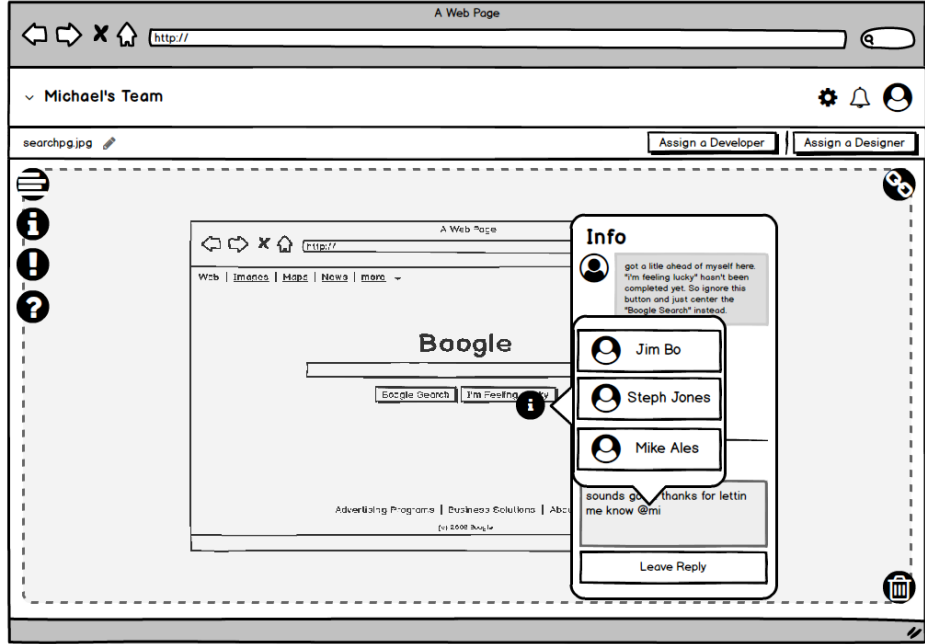 A Web Page
http://
Michael's Team
searchpg.jpg
Assign a Developer
Assign a Designer
A Web Page
http://
Web | Images | Maps | News | more
Boogle
Boogle Search
I'm Feeling
Advertising Programs | Business Solutions |
(c) 2008 Boogle
Info
got a litle ahead of myself here.
"i'm feeling lucky" hasn't been
completed yet. So ignore this
button and just center the
"Boogle Search" instead.
Jim Bo
Steph Jones
Mike Ales
sounds thanks for lettin
me know @mi
Leave Reply